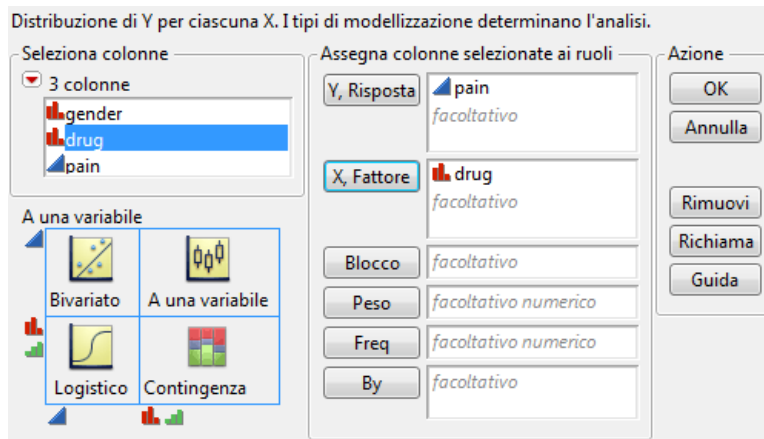 Distribuzione di Y per ciascuna X. I tipi di modellizzazione determinano l'analisi.
Seleziona colonne
3 colonne
gender
drug
pain
A una variabile
Bivariato
A una variabile
Logistico
Contingenza
Assegna colonne selezionate ai ruoli
Y, Risposta
pain
facoltativo
X, Fattore
drug
facoltativo
Blocco
facoltativo
Peso
facoltativo numerico
Freq
facoltativo numerico
By
facoltativo
Azione
OK
Annulla
Rimuovi
Richiama
Guida